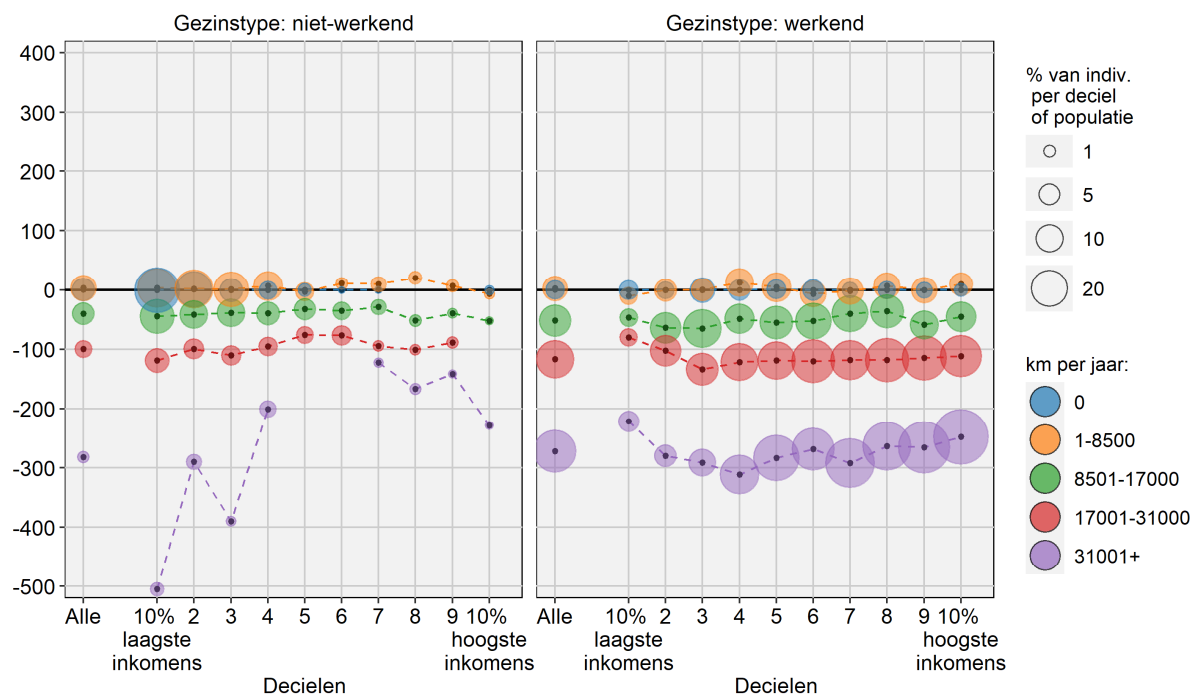 Gezinstype: niet-werkend
Gezinstype: werkend
400
300
200
100
0
-100
-200
-300
-400
-500
Alle
10%
laagste
inkomens
2
3
4
5
6
7
8
9
10%
hoogste
inkomens
Decielen
Alle
10%
laagste
inkomens
2
3
4
5
6
7
8
9
10%
hoogste
inkomens
Decielen
% van indiv.
per deciel
of populatie
1
5
10
20
km per jaar:
0
1-8500
8501-17000
17001-31000
31001+